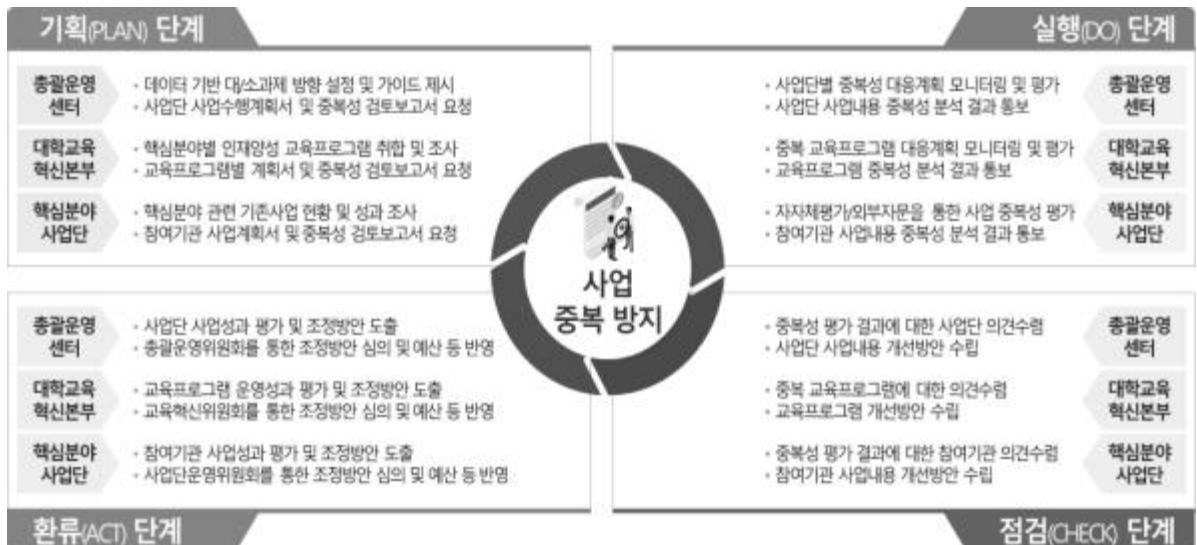 기획(PLAN) 단계
총괄운영
센터
· 데이터 기반 대/소과제 방향 설정 및 가이드 제시
· 사업단 사업수행계획서 및 중복성 검토보고서 요청
대학교육
혁신본부
· 핵심분야별 인재양성 교육프로그램 취합 및 조사
· 교육프로그램별 계획서 및 중복성 검토보고서 요청
핵심분야
사업단
· 핵심분야 관련 기존사업 현황 및 성과 조사
· 참여기관 사업계획서 및 중복성 검토보고서 요청
실행(DO) 단계
· 사업단별 중복성 대응계획 모니터링 및 평가
· 사업단 사업내용 중복성 분석 결과 통보
총괄운영
센터
· 중복 교육프로그램 대응계획 모니터링 및 평가
· 교육프로그램 중복성 분석 결과 통보
대학교육
혁신본부
· 자자체평가/외부자문을 통한 사업 중복성 평가
· 참여기관 사업내용 중복성 분석 결과 통보
핵심분야
사업단
사업
중복 방지
총괄운영
센터
· 사업단 사업성과 평가 및 조정방안 도출
· 총괄운영위원회를 통한 조정방안 심의 및 예산 등 반영
대학교육
혁신본부
· 교육프로그램 운영성과 평가 및 조정방안 도출
· 교육혁신위원회를 통한 조정방안 심의 및 예산 등 반영
핵심분야
사업단
· 참여기관 사업성과 평가 및 조정방안 도출
· 사업단운영위원회를 통한 조정방안 심의 및 예산 등 반영
환류(ACT) 단계
· 중복성 평가 결과에 대한 사업단 의견수렴
· 사업단 사업내용 개선방안 수립
총괄운영
센터
· 중복 교육프로그램에 대한 의견수렴
· 교육프로그램 개선방안 수립
대학교육
혁신본부
· 중복성 평가 결과에 대한 참여기관 의견수렴
· 참여기관 사업내용 개선방안 수립
핵심분야
사업단
점검(CHECK) 단계